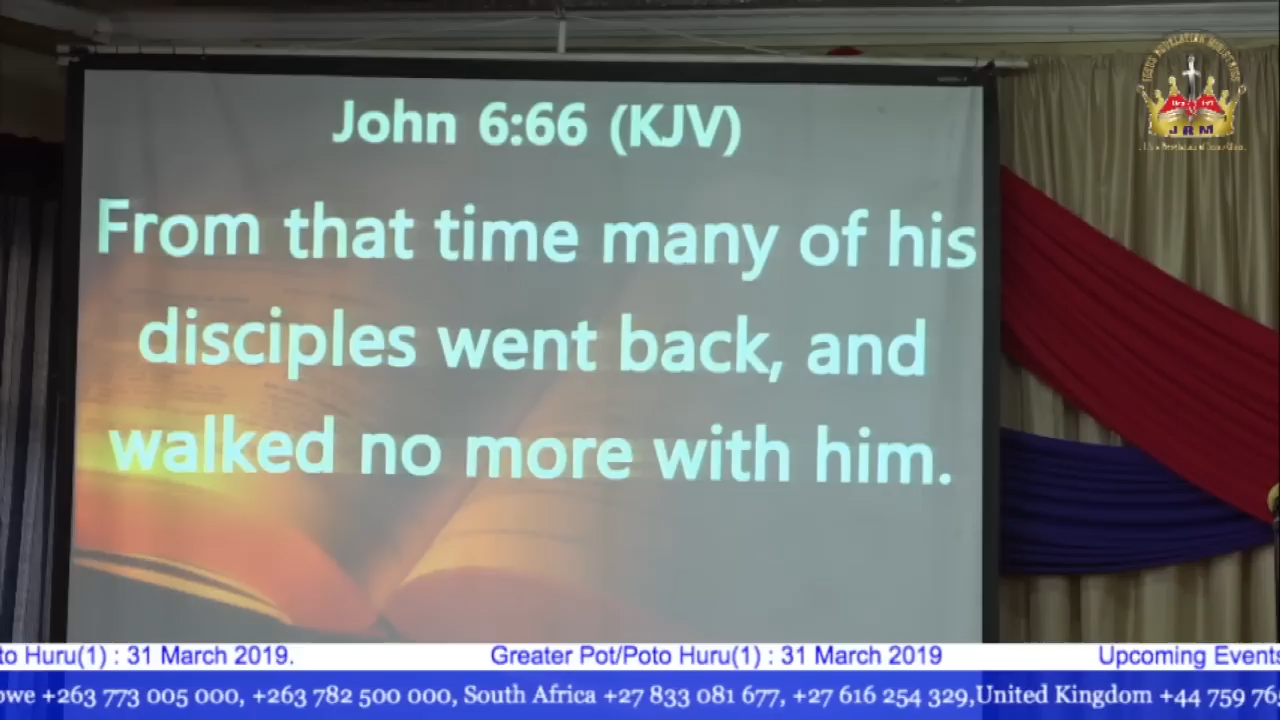 John 6:66 (KJV)
From that time many of his
disciples went back, and
walked no more with him.
JRM
to Huru(1) : 31 March 2019. Greater Pot/Poto Huru(1) : 31 March 2019 Upcoming Events
owe +263 773 005 000, +263 782 500 000, South Africa +27 833 081 677, +27 616 254 329,United Kingdom +44 759 76